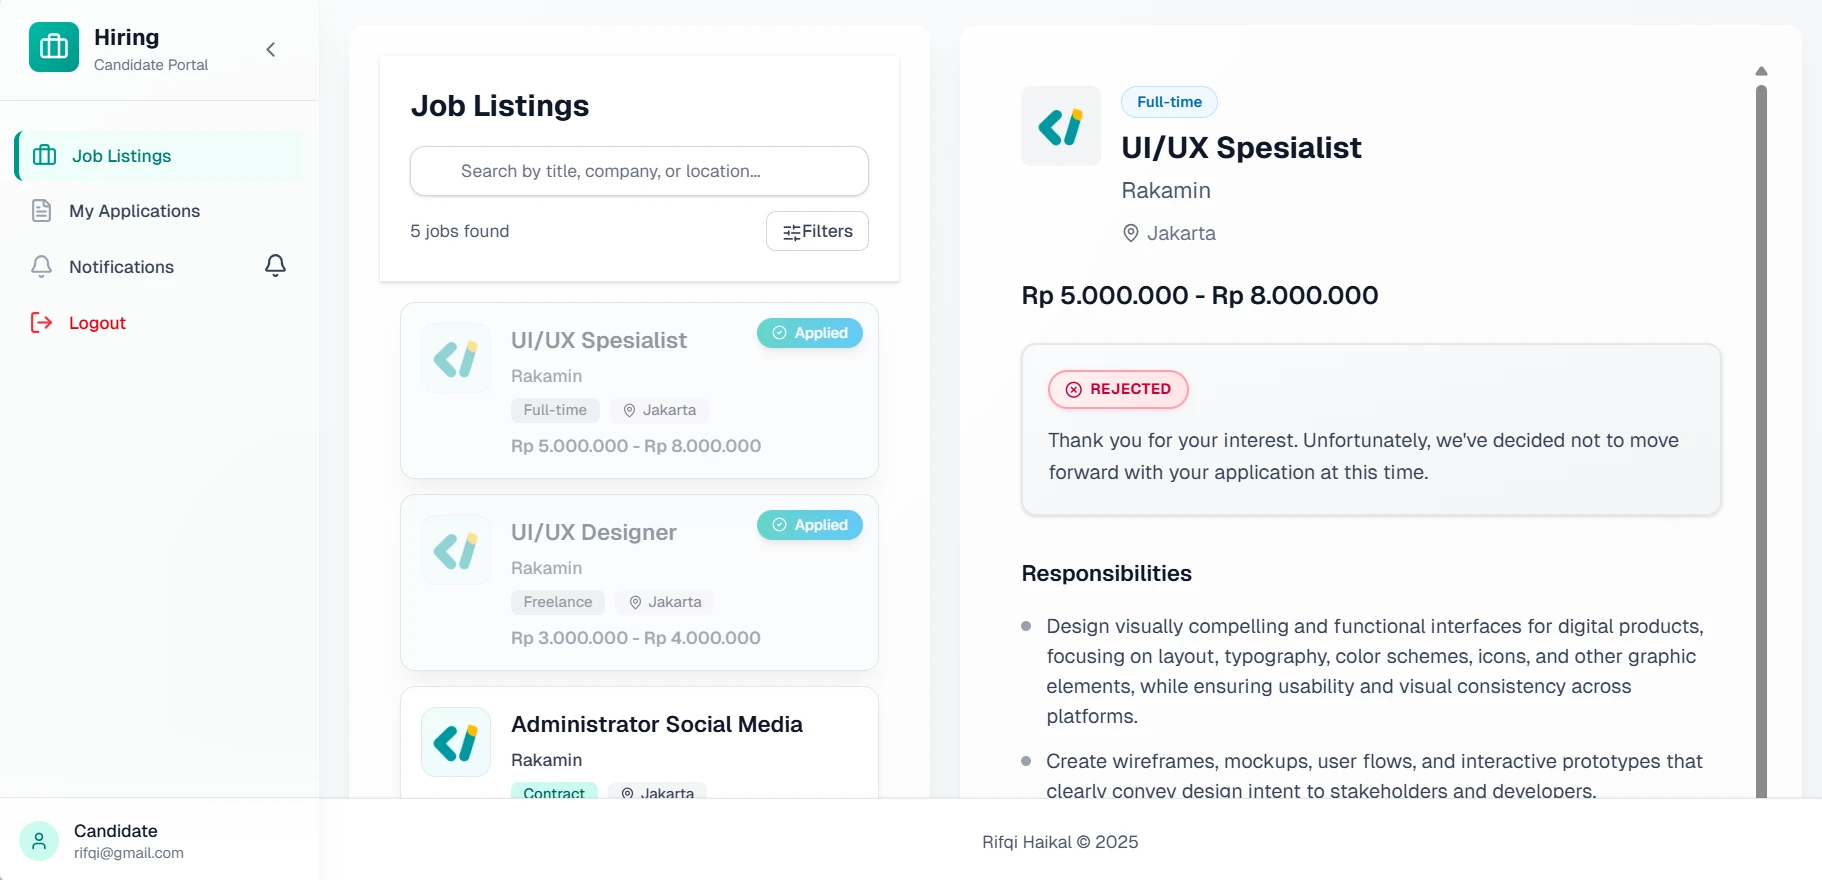 Hiring
Candidate Portal
Job Listings
My Applications
Notifications
Logout
Candidate
rifqi@gmail.com
Job Listings
Search by title, company, or location...
5 jobs found
Filters
UI/UX Spesialist
Applied
Rakamin
Full-time
Jakarta
Rp 5.000.000 - Rp 8.000.000
UI/UX Designer
Applied
Rakamin
Freelance
Jakarta
Rp 3.000.000 - Rp 4.000.000
Administrator Social Media
Rakamin
Contract
Jakarta
Full-time
UI/UX Spesialist
Rakamin
Jakarta
Rp 5.000.000 - Rp 8.000.000
REJECTED
Thank you for your interest. Unfortunately, we've decided not to move
forward with your application at this time.
Responsibilities
Design visually compelling and functional interfaces for digital products,
focusing on layout, typography, color schemes, icons, and other graphic
elements, while ensuring usability and visual consistency across
platforms.
Create wireframes, mockups, user flows, and interactive prototypes that
clearly convey design intent to stakeholders and developers.
Rifqi Haikal © 2025